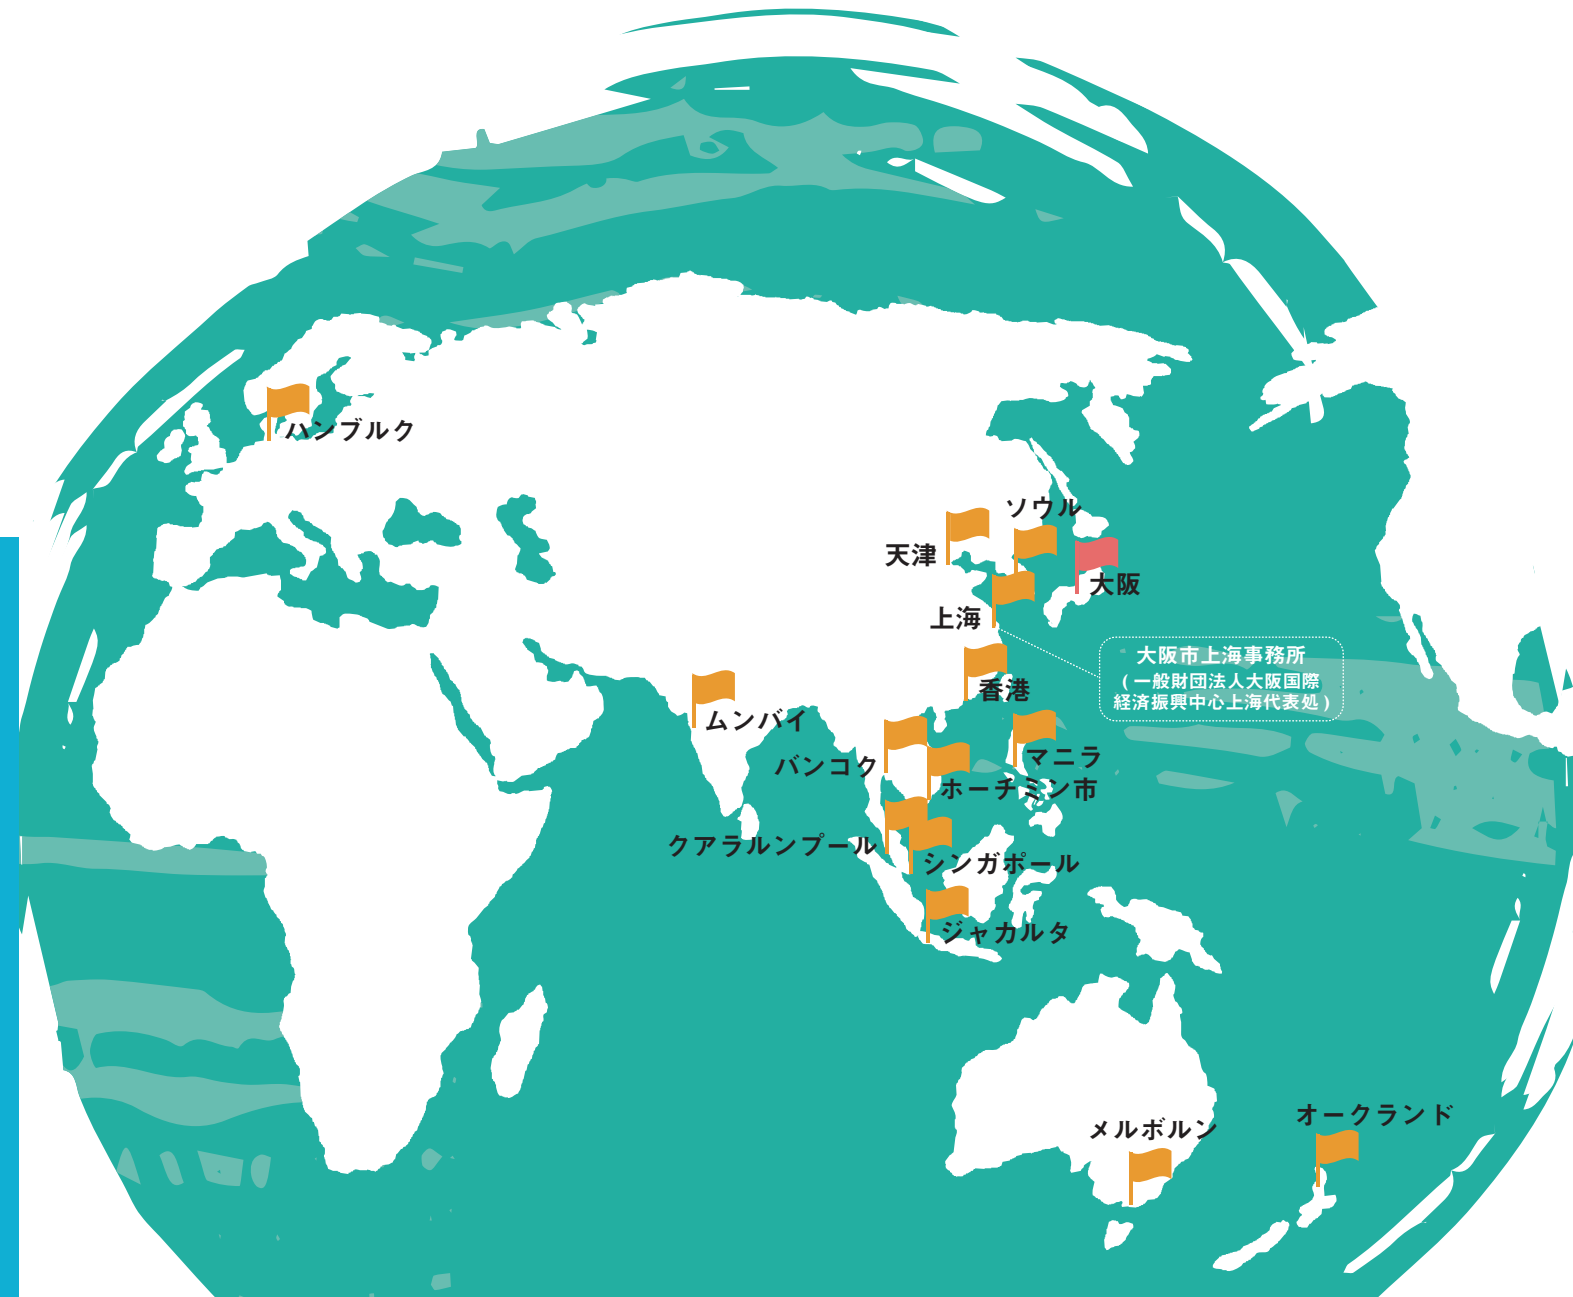 ハンブルク
ソウル
天津
大阪
上海
大阪市上海事務所
(一般財団法人大阪国際
経済振興中心上海代表処)
香港
ムンバイ
マニラ
バンコク
ホーチミン市
クアラルンプール
シンガポール
ジャカルタ
オークランド
メルボルン